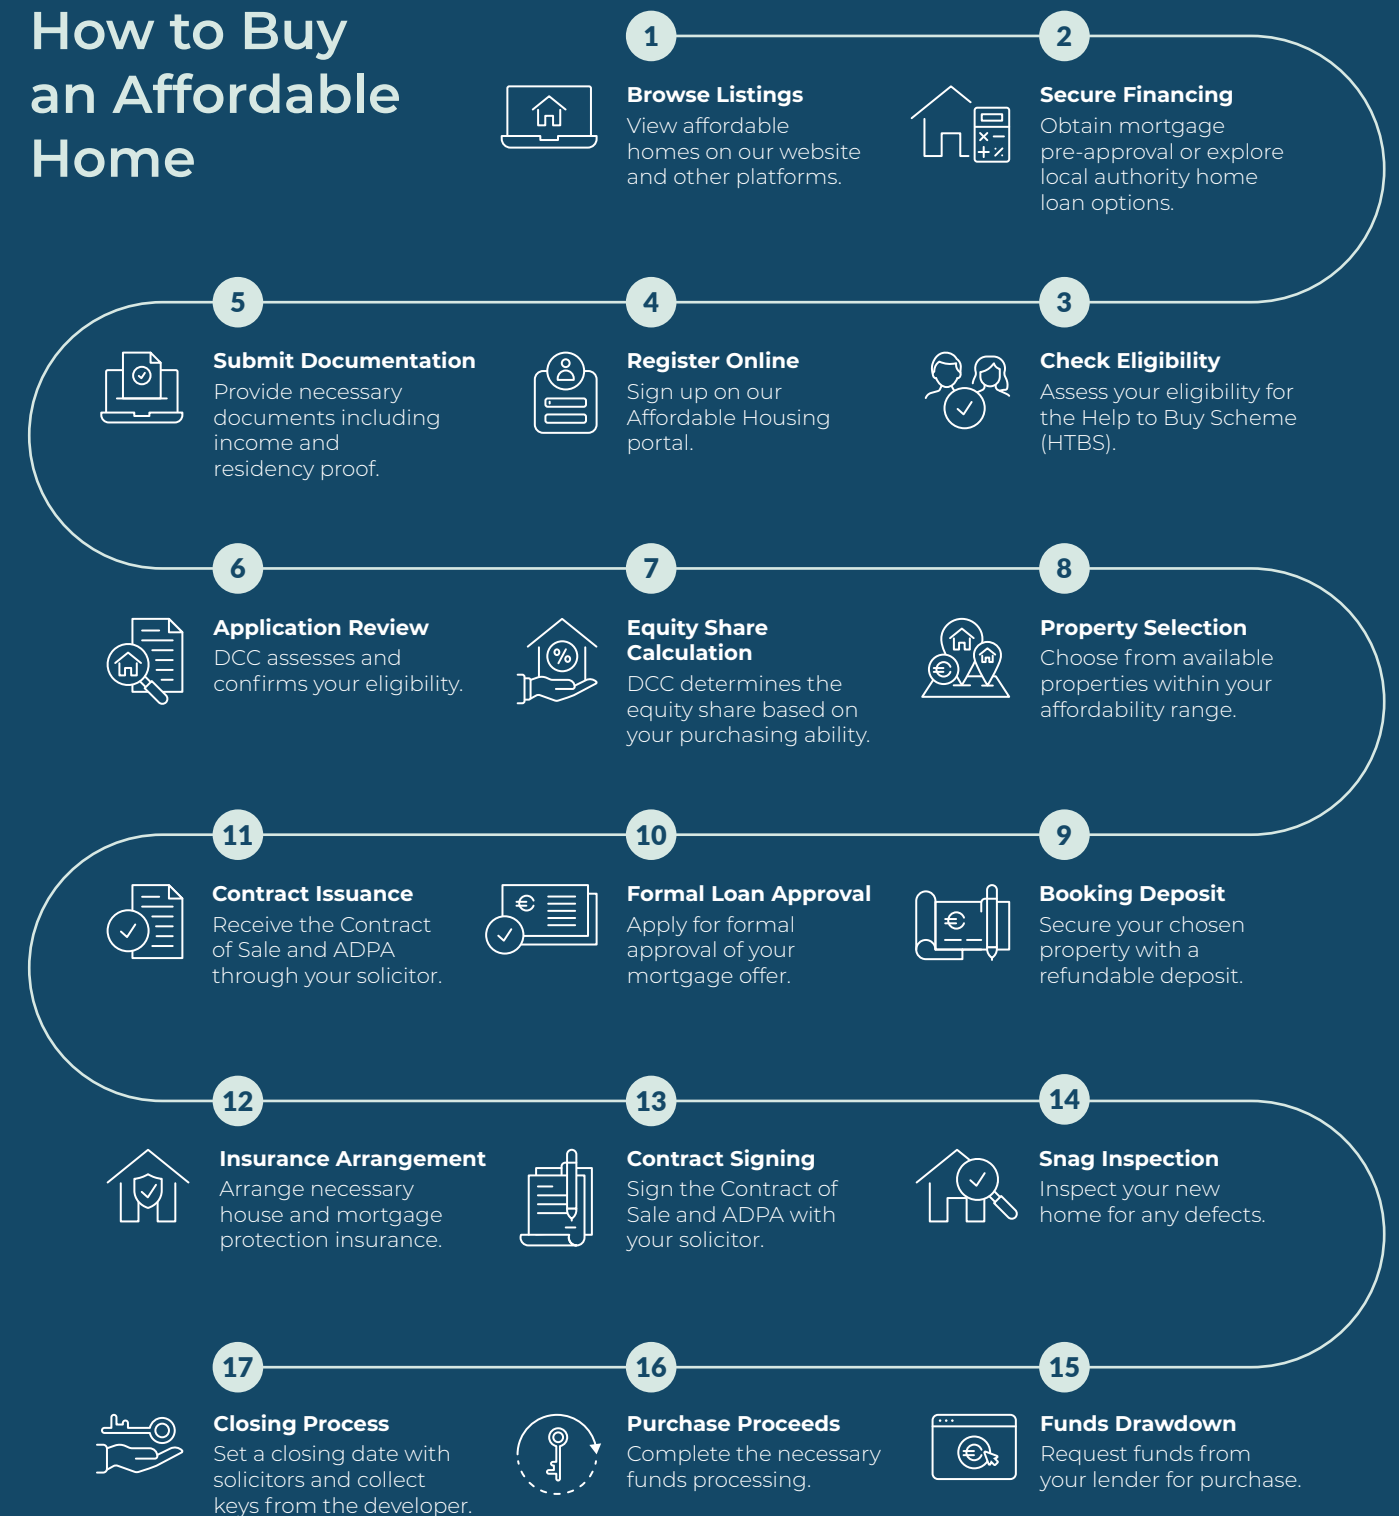 How to Buy
an Affordable
Home
1
Browse Listings
View affordable
homes on our website
and other platforms.
2
Secure Financing
Obtain mortgage
pre-approval or explore
local authority home
loan options.
3
Check Eligibility
Assess your eligibility for
the Help to Buy Scheme
(HTBS).
4
Register Online
Sign up on our
Affordable Housing
portal.
5
Submit Documentation
Provide necessary
documents including
income and
residency proof.
6
Application Review
DCC assesses and
confirms your eligibility.
7
Equity Share
Calculation
DCC determines the
equity share based on
your purchasing ability.
8
Property Selection
Choose from available
properties within your
affordability range.
9
Booking Deposit
Secure your chosen
property with a
refundable deposit.
10
Formal Loan Approval
Apply for formal
approval of your
mortgage offer.
11
Contract Issuance
Receive the Contract
of Sale and ADPA
through your solicitor.
12
Insurance Arrangement
Arrange necessary
house and mortgage
protection insurance.
13
Contract Signing
Sign the Contract of
Sale and ADPA with
your solicitor.
14
Snag Inspection
Inspect your new
home for any defects.
15
Funds Drawdown
Request funds from
your lender for purchase.
16
Purchase Proceeds
Complete the necessary
funds processing.
17
Closing Process
Set a closing date with
solicitors and collect
keys from the developer.